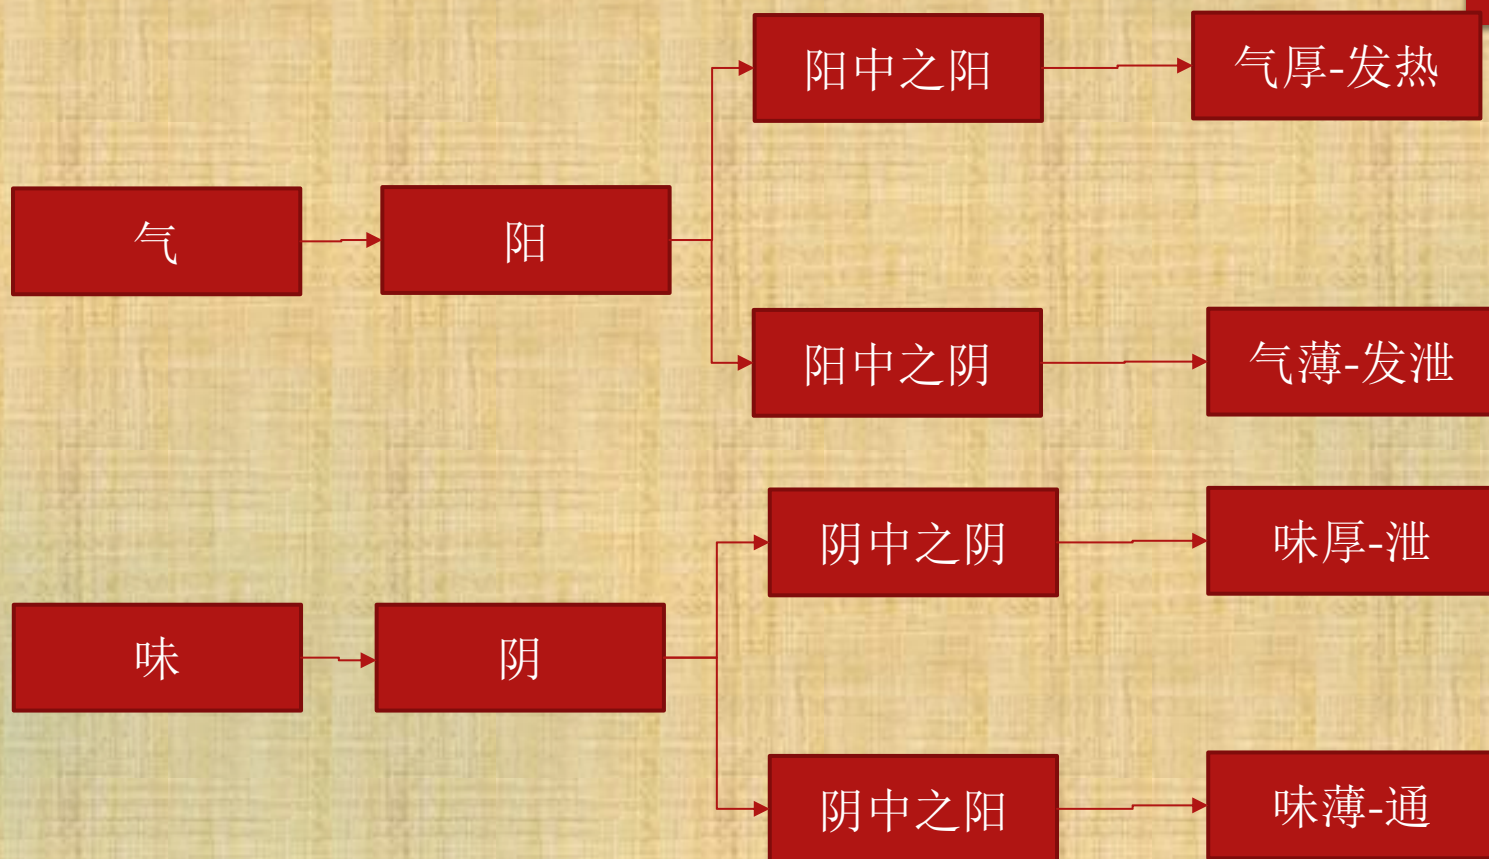 气
阳
阳中之阳
气厚-发热
阳中之阴
气薄-发泄
味
阴
阴中之阴
味厚-泄
阴中之阳
味薄-通